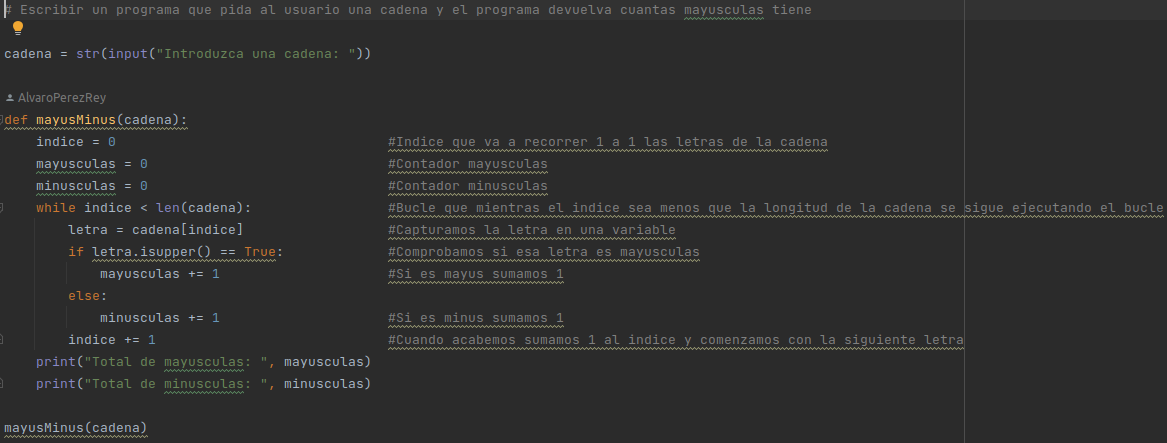 # Escribir un programa que pida al usuario una cadena y el programa devuelva cuantas mayusculas tiene
cadena = str(input("Introduzca una cadena: "))
AlvaroPerezRey
def mayusMinus(cadena):
indice = 0 #Indice que va a recorrer 1 a 1 las letras de la cadena
mayusculas = 0 #Contador mayusculas
minusculas = 0 #Contador minusculas
while indice < len(cadena): #Bucle que mientras el indice sea menos que la longitud de la cadena se sigue ejecutando el bucle
letra = cadena[indice] #Capturamos la letra en una variable
if letra.isupper() == True: #Comprobamos si esa letra es mayusculas
mayusculas += 1 #Si es mayus sumamos 1
else:
minusculas += 1 #Si es minus sumamos 1
indice += 1 #Cuando acabemos sumamos 1 al indice y comenzamos con la siguiente letra
print("Total de mayusculas: ", mayusculas)
print("Total de minusculas: ", minusculas)
mayusMinus(cadena)